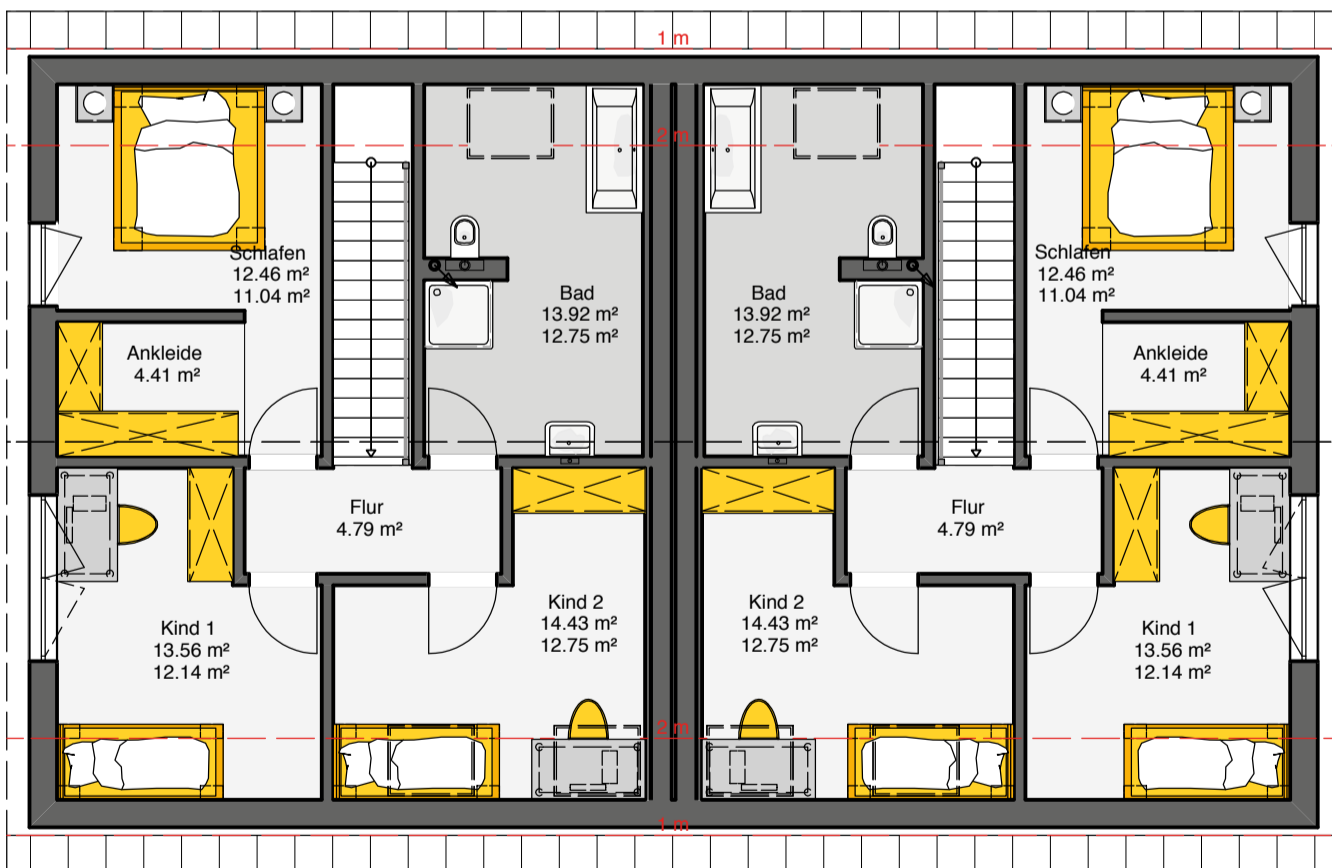 1 m
2 m
Schlafen
12.46 m²
11.04 m²
Bad
13.92 m²
12.75 m²
Bad
13.92 m²
12.75 m²
Schlafen
12.46 m²
11.04 m²
Ankleide
4.41 m²
Ankleide
4.41 m²
Flur
4.79 m²
Flur
4.79 m²
Kind 1
13.56 m²
12.14 m²
Kind 2
14.43 m²
12.75 m²
Kind 2
14.43 m²
12.75 m²
Kind 1
13.56 m²
12.14 m²
2 m
1 m